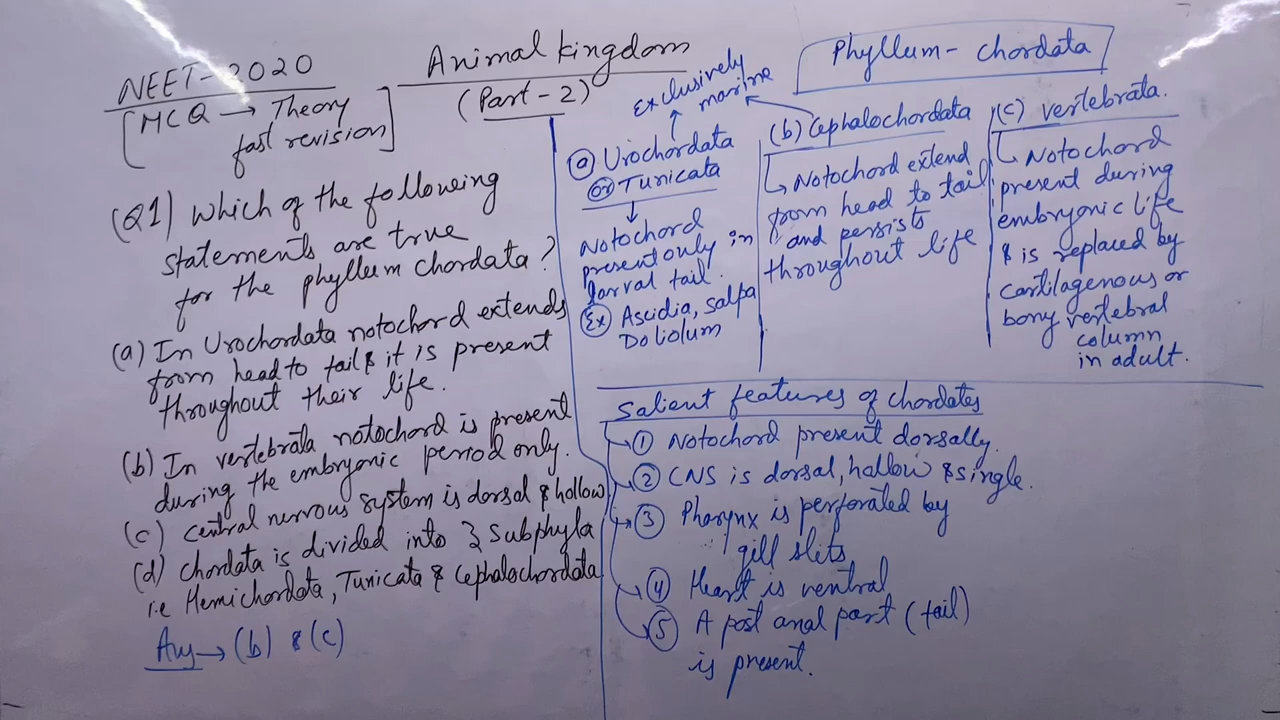 NEET-2020
[MCQ → Theory
fast revision]
Animal kingdom
(Part-2)
(Q1) which of the following
statements are true
for the phyllum chordata?
(a) In Urochordata notochord extends
from head to tail & it is present
throughout their life.
(b) In vertebrata notochord is present
during the embryonic period only.
(c) central nervous system is dorsal & hollow
(d) chordata is divided into 3 subphyla
i.e Hemichordata, Tunicata & Cephalochordata
Ans → (b) & (c)
Phyllum- chordata
Exclusively
marine
(a) Urochordata
(or) Tunicata
Notochord
present only in
larval tail.
(Ex) Ascidia, salpa
Doliolum
(b) Cephalochordata
Notochord extend
from head to tail
and persists
throughout life
(c) vertebrata.
Notochord
present during
embryonic life
& is replaced by
cartilagenous or
bony vertebral
column
in adult.
Salient features of chordates
① Notochord present dorsally.
② CNS is dorsal, hallow & single.
③ Pharynx is perforated by
gill slits
④ Heart is ventral
⑤ A post anal part (tail)
is present.